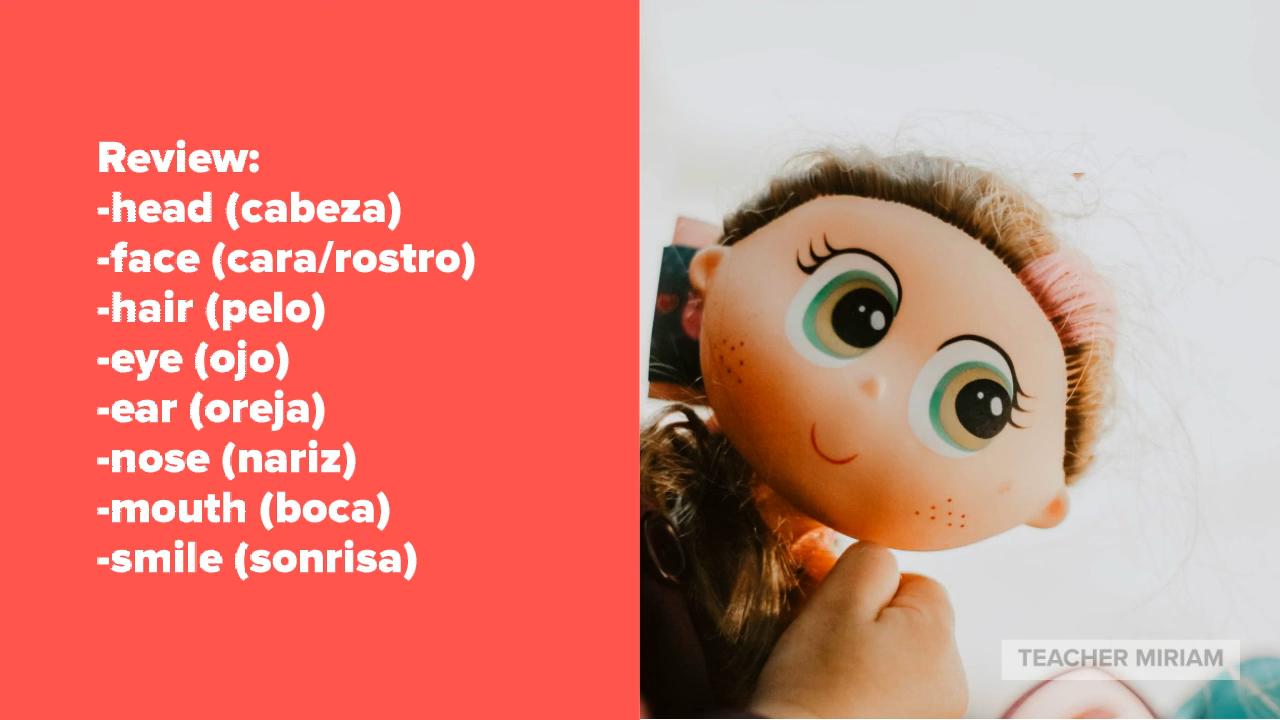 Review:
-head (cabeza)
-face (cara/rostro)
-hair (pelo)
-eye (ojo)
-ear (oreja)
-nose (nariz)
-mouth (boca)
-smile (sonrisa)
TEACHER MIRIAM